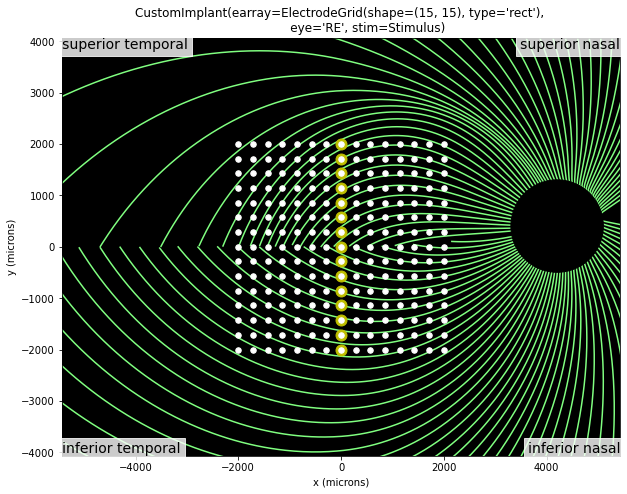 CustomImplant(earray=ElectrodeGrid(shape=(15, 15), type='rect'),
eye='RE', stim=Stimulus)
superior temporal
superior nasal
4000
3000
2000
1000
0
−1000
−2000
−3000
−4000
y (microns)
inferior temporal
inferior nasal
−4000
−2000
0
2000
4000
x (microns)